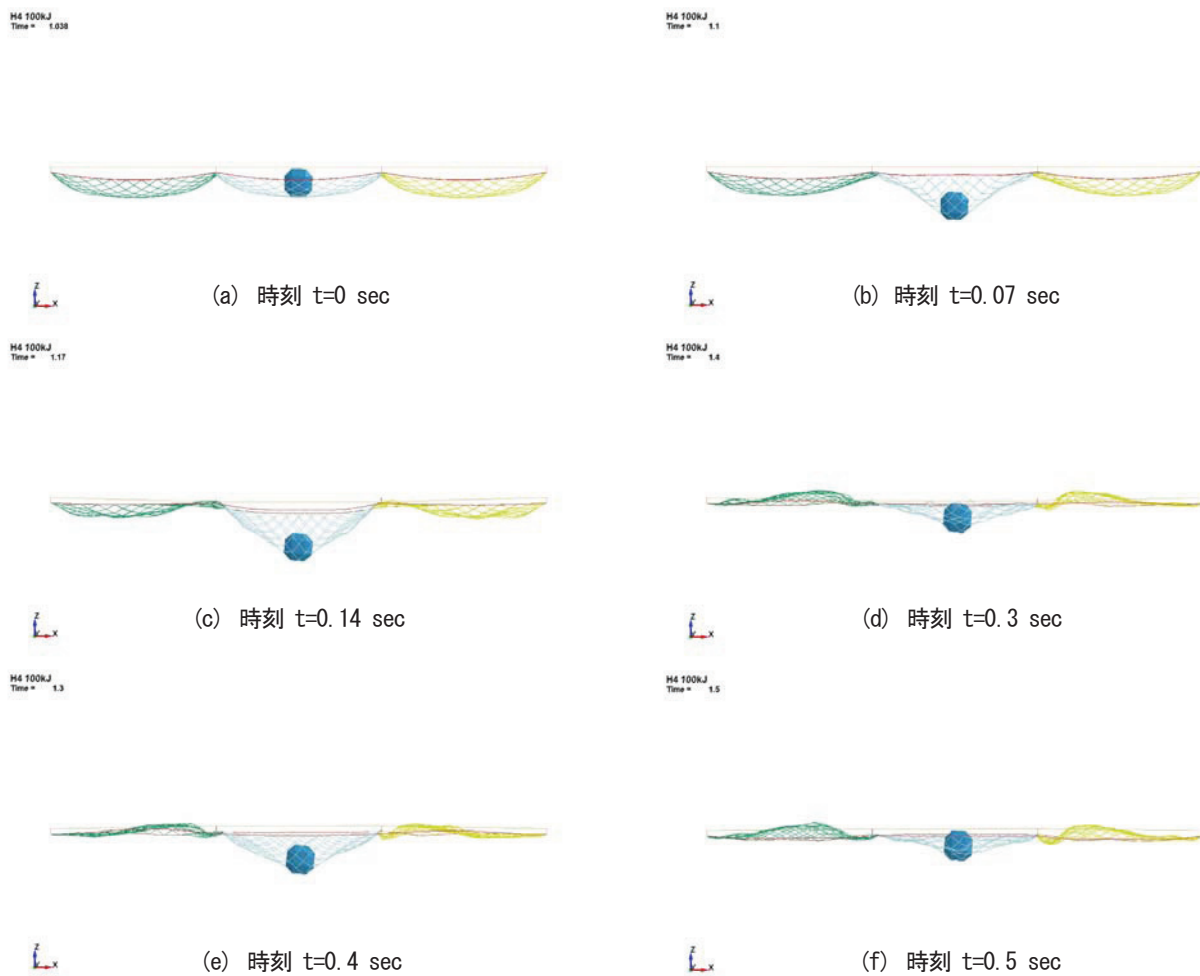 H4 100kJ
Time = 1.038
Z
Y X
(a) 時刻 t=0 sec
H4 100kJ
Time = 1.1
Z
Y X
(b) 時刻 t=0.07 sec
H4 100kJ
Time = 1.17
Z
Y X
(c) 時刻 t=0.14 sec
H4 100kJ
Time = 1.4
Z
Y X
(d) 時刻 t=0.3 sec
H4 100kJ
Time = 1.3
Z
Y X
(e) 時刻 t=0.4 sec
H4 100kJ
Time = 1.5
Z
Y X
(f) 時刻 t=0.5 sec